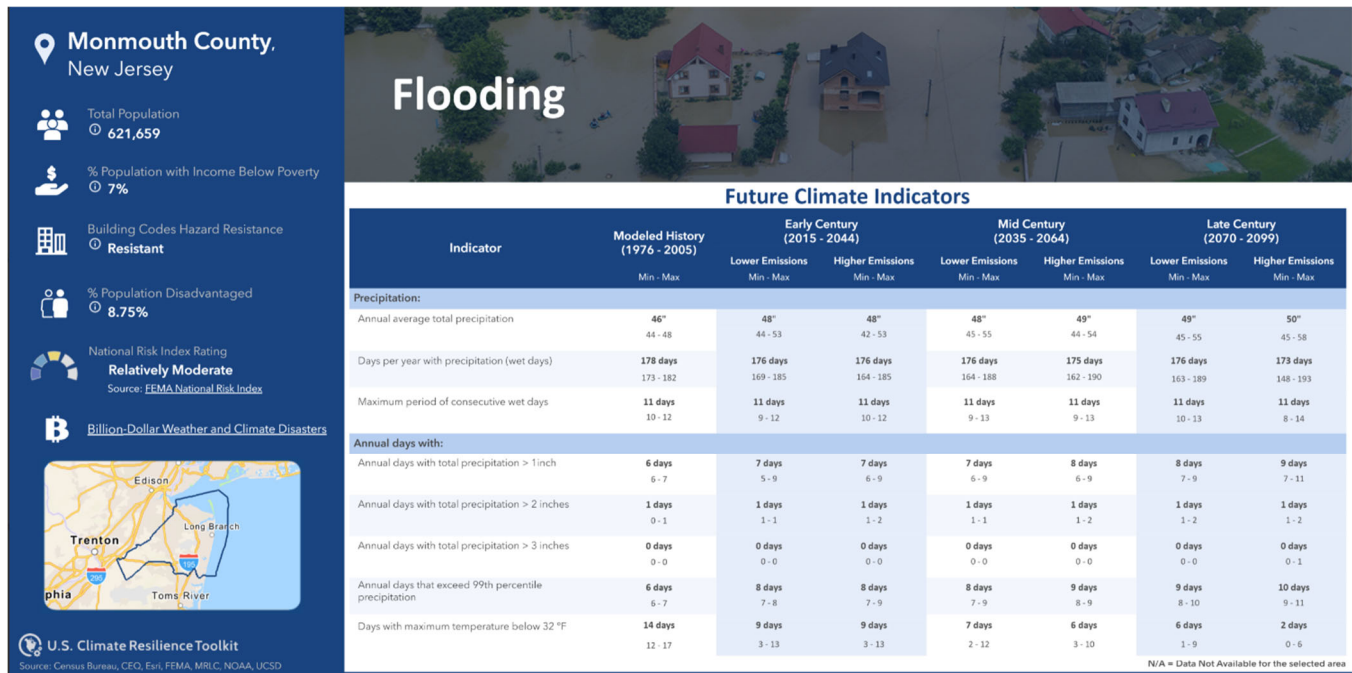 Monmouth County,
New Jersey
Total Population
621,659
% Population with Income Below Poverty
7%
Building Codes Hazard Resistance
Resistant
% Population Disadvantaged
8.75%
National Risk Index Rating
Relatively Moderate
Source: FEMA National Risk Index
Billion-Dollar Weather and Climate Disasters
Edison
Long Branch
Trenton
195
295
phia
Toms River
U.S. Climate Resilience Toolkit
Source: Census Bureau, CEQ, Esri, FEMA, MRLC, NOAA, UCSD
Flooding
Future Climate Indicators
Indicator Modeled History (1976 - 2005) Early Century (2015 - 2044) Mid Century (2035 - 2064) Late Century (2070 - 2099)
Lower Emissions Higher Emissions Lower Emissions Higher Emissions Lower Emissions Higher Emissions
Min - Max Min - Max Min - Max Min - Max Min - Max Min - Max Min - Max
Precipitation:
Annual average total precipitation 46" 48" 48" 48" 49" 49" 50"
44 - 48 44 - 53 42 - 53 45 - 55 44 - 54 45 - 55 45 - 58
Days per year with precipitation (wet days) 178 days 176 days 176 days 176 days 175 days 176 days 173 days
173 - 182 169 - 185 164 - 185 164 - 188 162 - 190 163 - 189 148 - 193
Maximum period of consecutive wet days 11 days 11 days 11 days 11 days 11 days 11 days 11 days
10 - 12 9 - 12 10 - 12 9 - 13 9 - 13 10 - 13 8 - 14
Annual days with:
Annual days with total precipitation > 1inch 6 days 7 days 7 days 7 days 8 days 8 days 9 days
6 - 7 5 - 9 6 - 9 6 - 9 6 - 9 7 - 9 7 - 11
Annual days with total precipitation > 2 inches 1 days 1 days 1 days 1 days 1 days 1 days 1 days
0 - 1 1 - 1 1 - 2 1 - 1 1 - 2 1 - 2 1 - 2
Annual days with total precipitation > 3 inches 0 days 0 days 0 days 0 days 0 days 0 days 0 days
0 - 0 0 - 0 0 - 0 0 - 0 0 - 0 0 - 0 0 - 1
Annual days that exceed 99th percentile precipitation 6 days 8 days 8 days 8 days 9 days 9 days 10 days
6 - 7 7 - 8 7 - 9 7 - 9 8 - 9 8 - 10 9 - 11
Days with maximum temperature below 32 °F 14 days 9 days 9 days 7 days 6 days 6 days 2 days
12 - 17 3 - 13 3 - 13 2 - 12 3 - 10 1 - 9 0 - 6
N/A = Data Not Available for the selected area